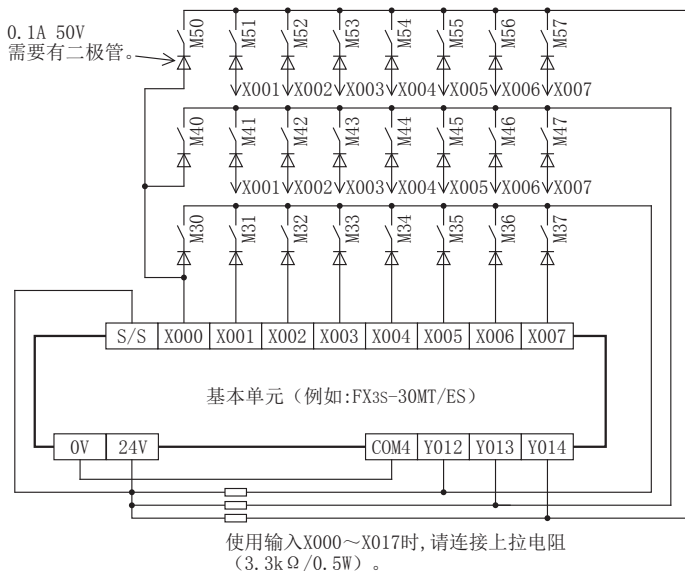 0.1A 50V
需要有二极管。
M50 M51 M52 M53 M54 M55 M56 M57
X001 X002 X003 X004 X005 X006 X007
M40 M41 M42 M43 M44 M45 M46 M47
X001 X002 X003 X004 X005 X006 X007
M30 M31 M32 M33 M34 M35 M36 M37
S/S X000 X001 X002 X003 X004 X005 X006 X007
基本单元（例如:FX3S-30MT/ES）
0V 24V COM4 Y012 Y013 Y014
使用输入X000～X017时,请连接上拉电阻
（3.3kΩ/0.5W）。